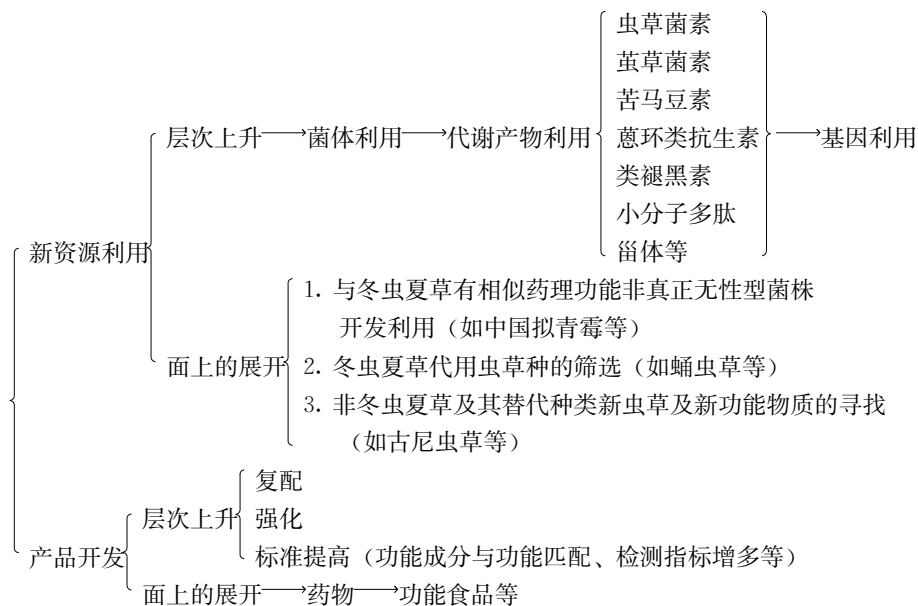 虫草菌素
茧草菌素
苦马豆素
层次上升→菌体利用→代谢产物利用 蒽环类抗生素→基因利用
类褪黑素
小分子多肽
甾体等
新资源利用
1. 与冬虫夏草有相似药理功能非真正无性型菌株
开发利用（如中国拟青霉等）
面上的展开 2. 冬虫夏草代用虫草种的筛选（如蛹虫草等）
3. 非冬虫夏草及其替代种类新虫草及新功能物质的寻找
（如古尼虫草等）
复配
层次上升 强化
产品开发 标准提高（功能成分与功能匹配、检测指标增多等）
面上的展开→药物→功能食品等